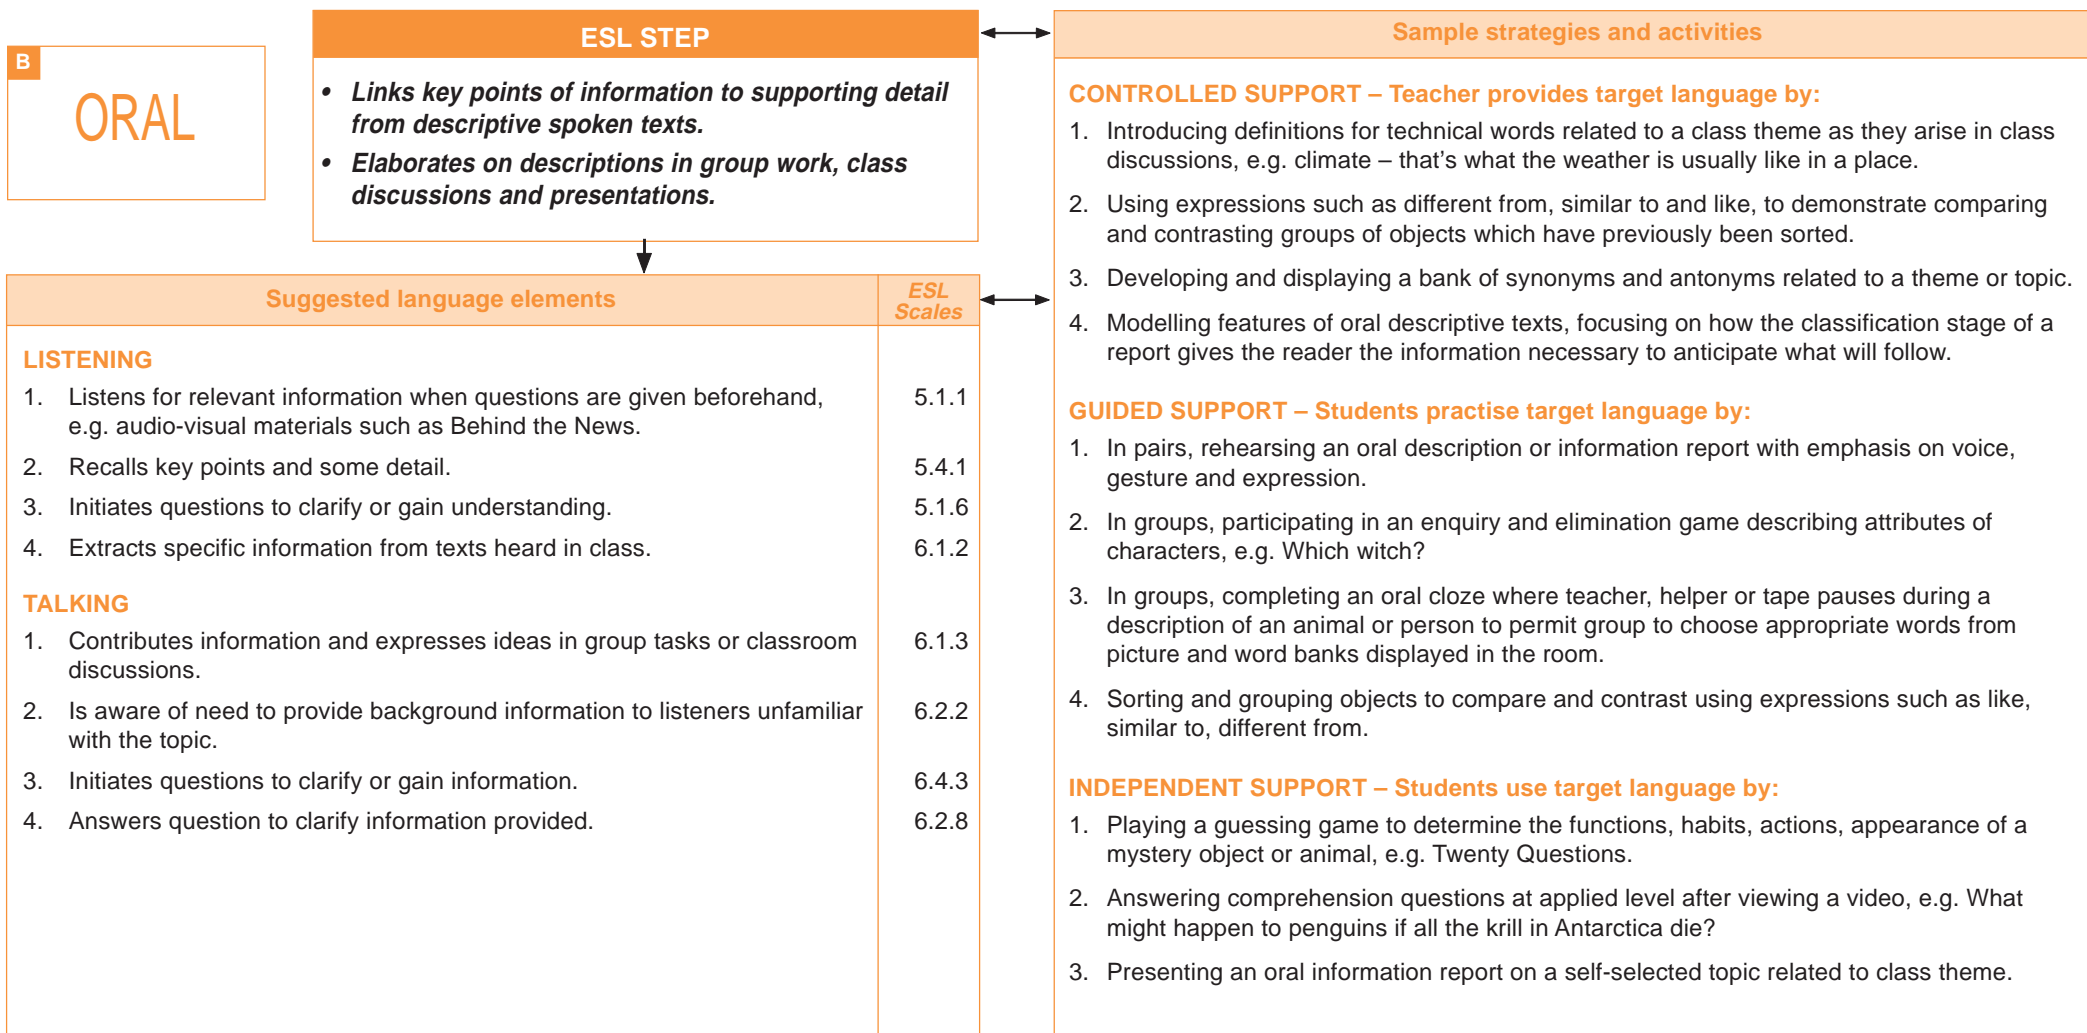 B
ORAL
ESL STEP
• Links key points of information to supporting detail
from descriptive spoken texts.
• Elaborates on descriptions in group work, class
discussions and presentations.
Suggested language elements
ESL
Scales
LISTENING
1. Listens for relevant information when questions are given beforehand, 5.1.1
e.g. audio-visual materials such as Behind the News.
2. Recalls key points and some detail. 5.4.1
3. Initiates questions to clarify or gain understanding. 5.1.6
4. Extracts specific information from texts heard in class. 6.1.2
TALKING
1. Contributes information and expresses ideas in group tasks or classroom 6.1.3
discussions.
2. Is aware of need to provide background information to listeners unfamiliar 6.2.2
with the topic.
3. Initiates questions to clarify or gain information. 6.4.3
4. Answers question to clarify information provided. 6.2.8
Sample strategies and activities
CONTROLLED SUPPORT – Teacher provides target language by:
1. Introducing definitions for technical words related to a class theme as they arise in class
discussions, e.g. climate – that’s what the weather is usually like in a place.
2. Using expressions such as different from, similar to and like, to demonstrate comparing
and contrasting groups of objects which have previously been sorted.
3. Developing and displaying a bank of synonyms and antonyms related to a theme or topic.
4. Modelling features of oral descriptive texts, focusing on how the classification stage of a
report gives the reader the information necessary to anticipate what will follow.
GUIDED SUPPORT – Students practise target language by:
1. In pairs, rehearsing an oral description or information report with emphasis on voice,
gesture and expression.
2. In groups, participating in an enquiry and elimination game describing attributes of
characters, e.g. Which witch?
3. In groups, completing an oral cloze where teacher, helper or tape pauses during a
description of an animal or person to permit group to choose appropriate words from
picture and word banks displayed in the room.
4. Sorting and grouping objects to compare and contrast using expressions such as like,
similar to, different from.
INDEPENDENT SUPPORT – Students use target language by:
1. Playing a guessing game to determine the functions, habits, actions, appearance of a
mystery object or animal, e.g. Twenty Questions.
2. Answering comprehension questions at applied level after viewing a video, e.g. What
might happen to penguins if all the krill in Antarctica die?
3. Presenting an oral information report on a self-selected topic related to class theme.